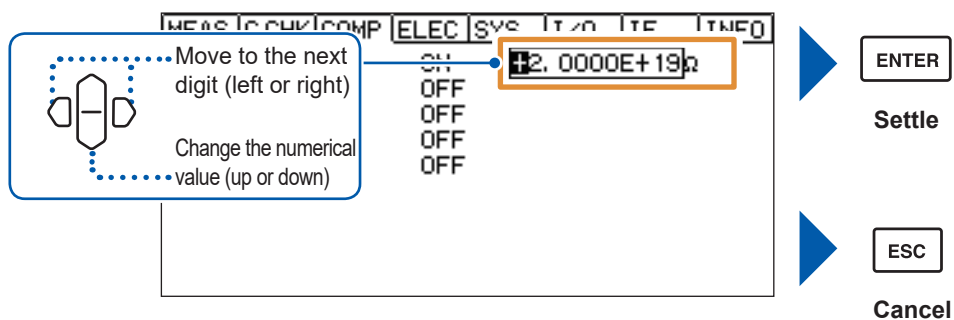 MEAS C.CHK COMP ELEC SYS I/O IF INFO
Move to the next
digit (left or right)
Change the numerical
value (up or down)
ON
+2. 0000E+19Ω
OFF
OFF
OFF
OFF
ENTER
Settle
ESC
Cancel